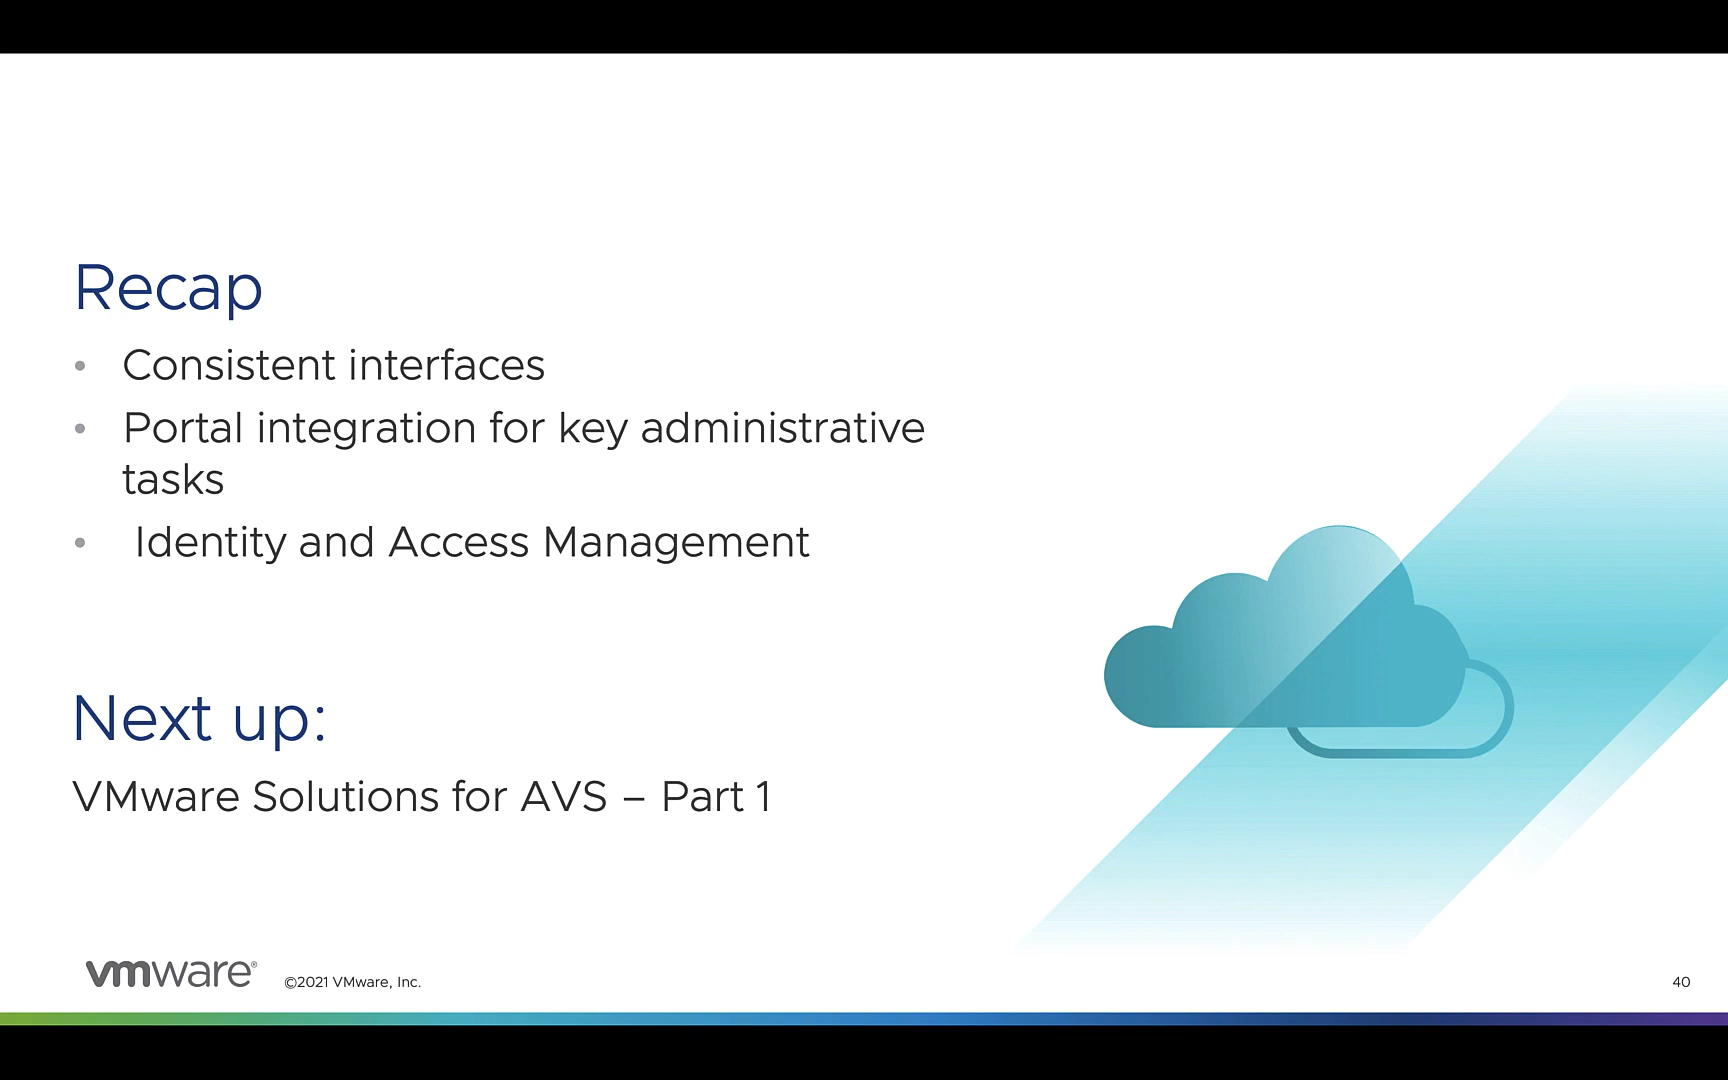 Recap
• Consistent interfaces
• Portal integration for key administrative
tasks
• Identity and Access Management
Next up:
VMware Solutions for AVS – Part 1
vmware® ©2021 VMware, Inc.
40